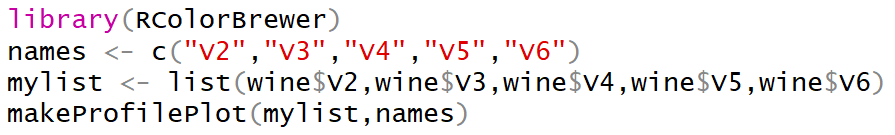 library(RColorBrewer)
names <- c("V2","V3","V4","V5","V6")
mylist <- list(wine$V2,wine$V3,wine$V4,wine$V5,wine$V6)
makeProfilePlot(mylist,names)